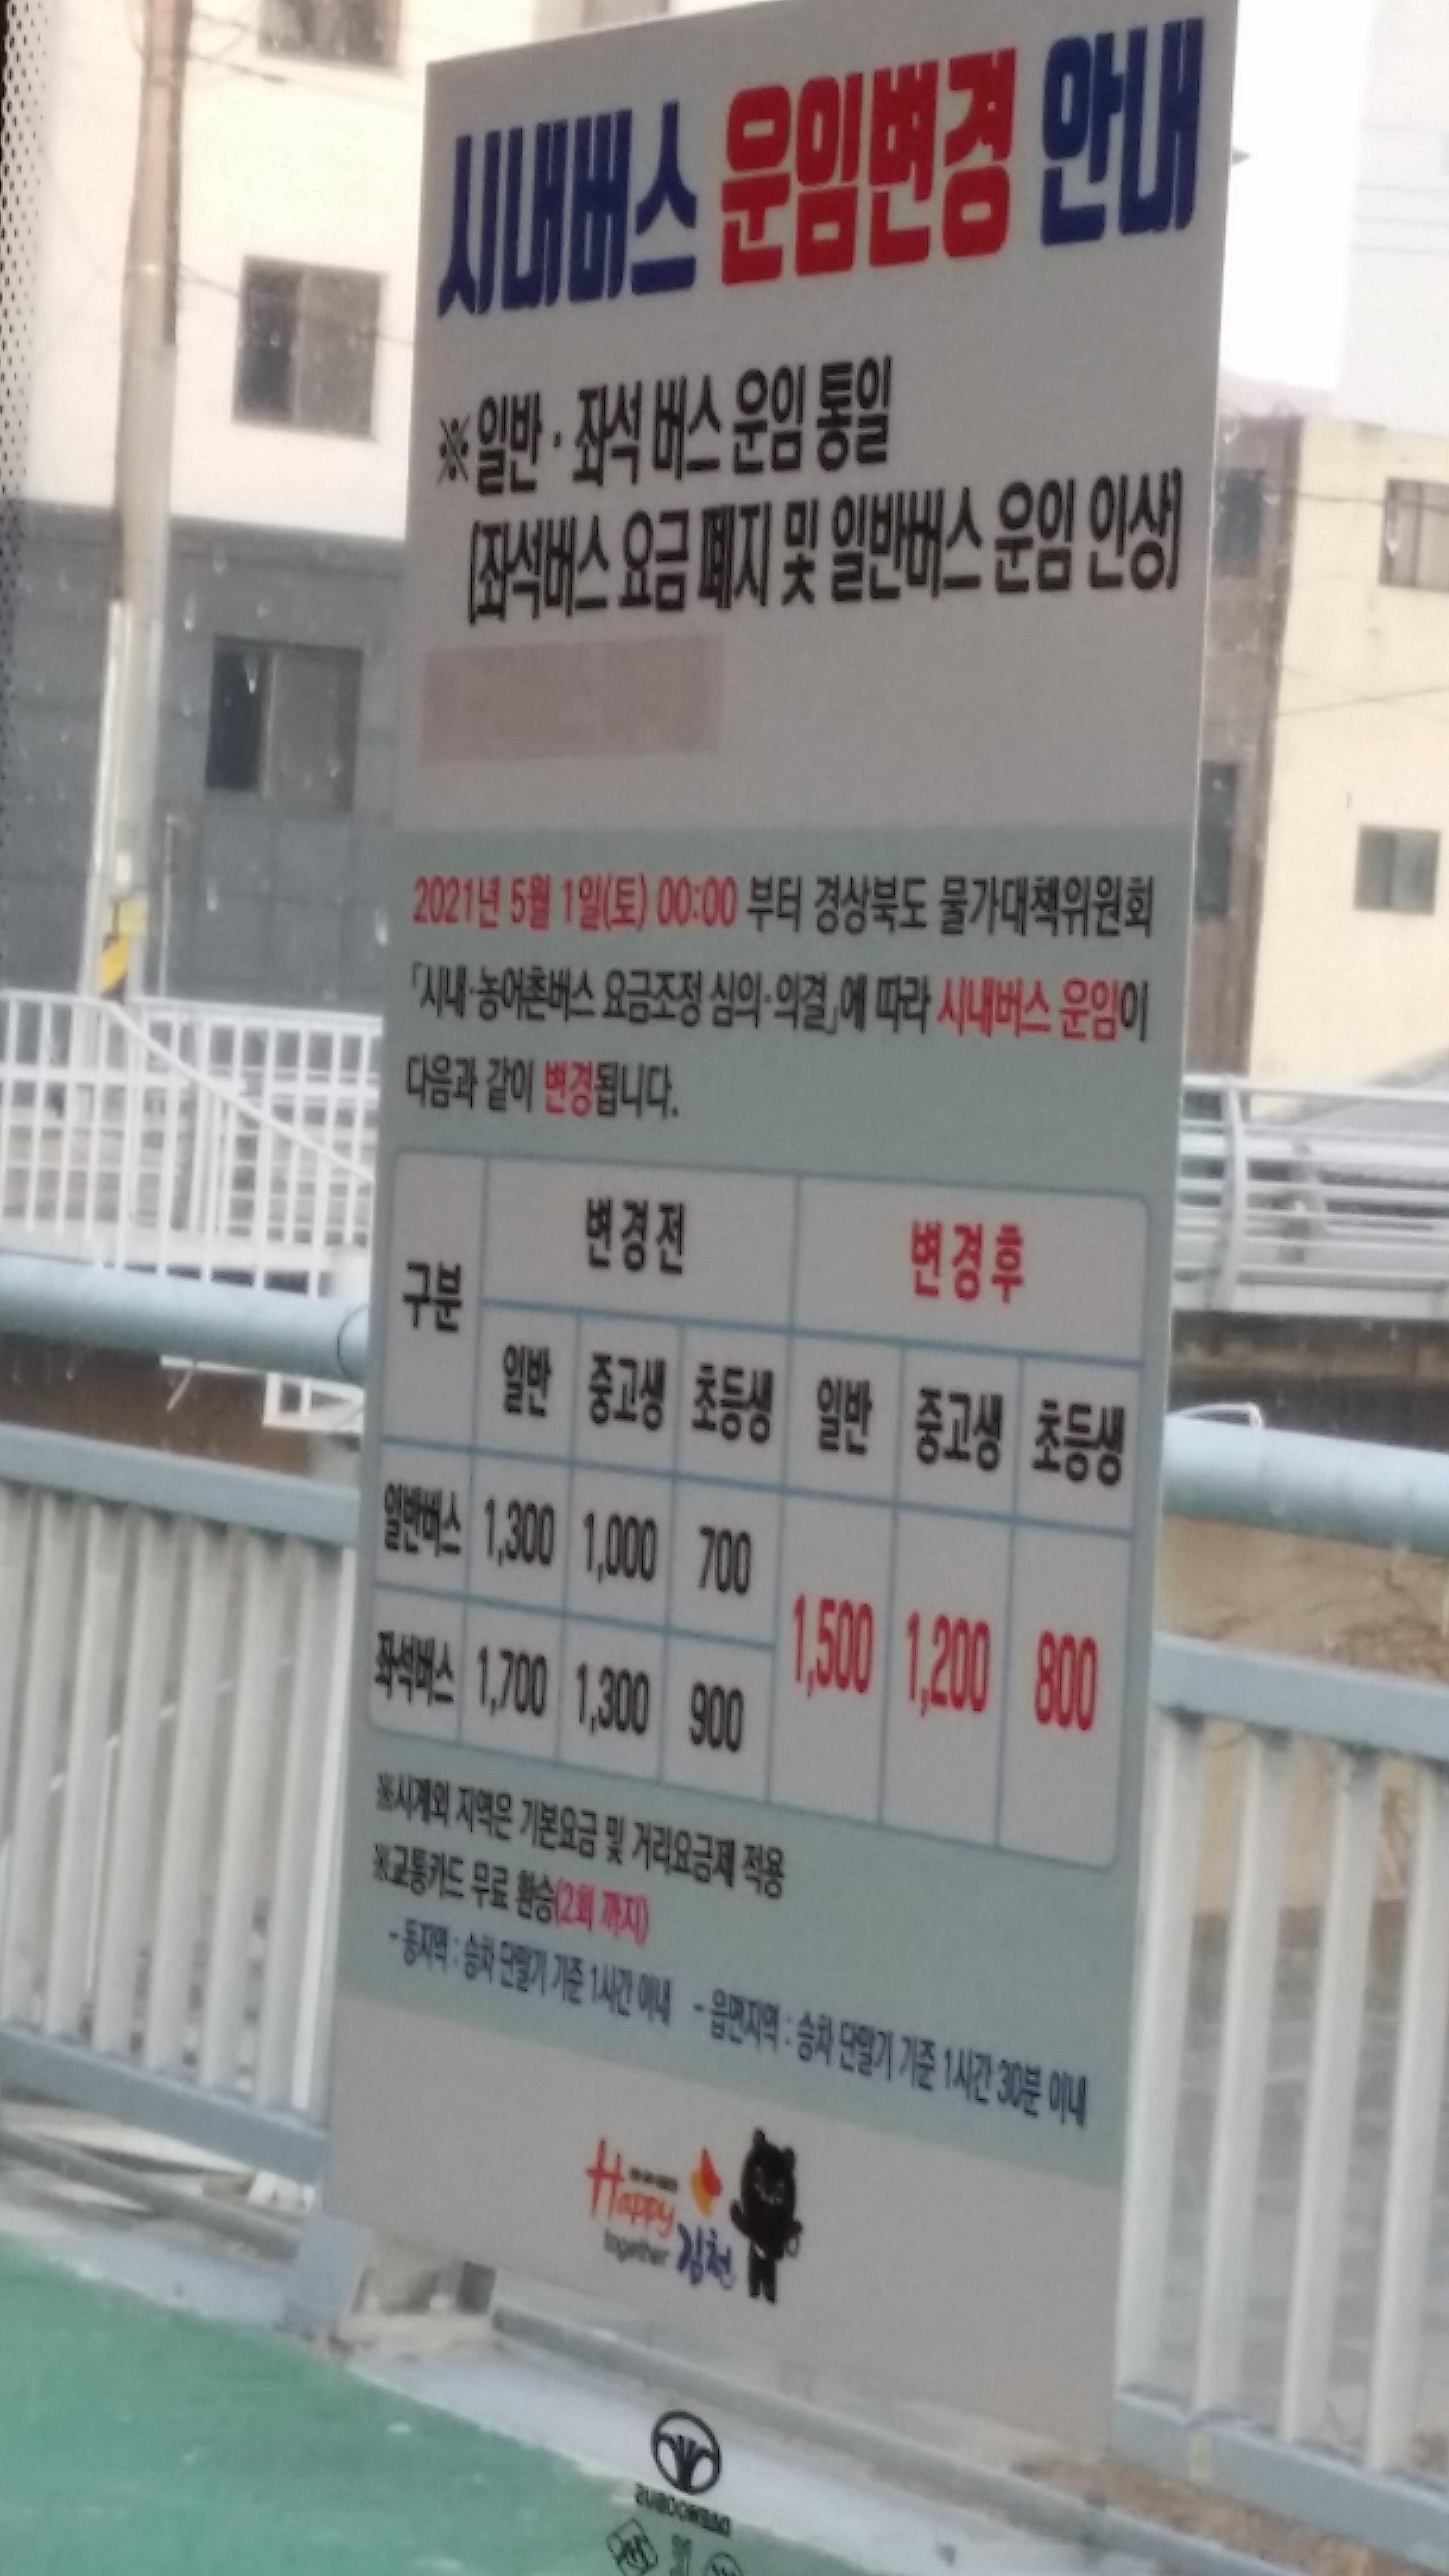 시내버스 운임변경 안내
※일반·좌석 버스 운임 통일
[좌석버스 요금 폐지 및 일반버스 운임 인상]
2021년 5월 1일(토) 00:00 부터 경상북도 물가대책위원회
「시내·농어촌버스 요금조정 심의·의결」에 따라 시내버스 운임이
다음과 같이 변경됩니다.
구분 변경전 변경후
일반 중고생 초등생 일반 중고생 초등생
일반버스 1,300 1,000 700 1,500 1,200 800
좌석버스 1,700 1,300 900
※시계외 지역은 기본요금 및 거리요금제 적용
※교통카드 무료 환승(2회 까지)
- 동지역 : 승차 단말기 기준 1시간 이내 - 읍면지역 : 승차 단말기 기준 1시간 30분 이내
Happy
together 김천